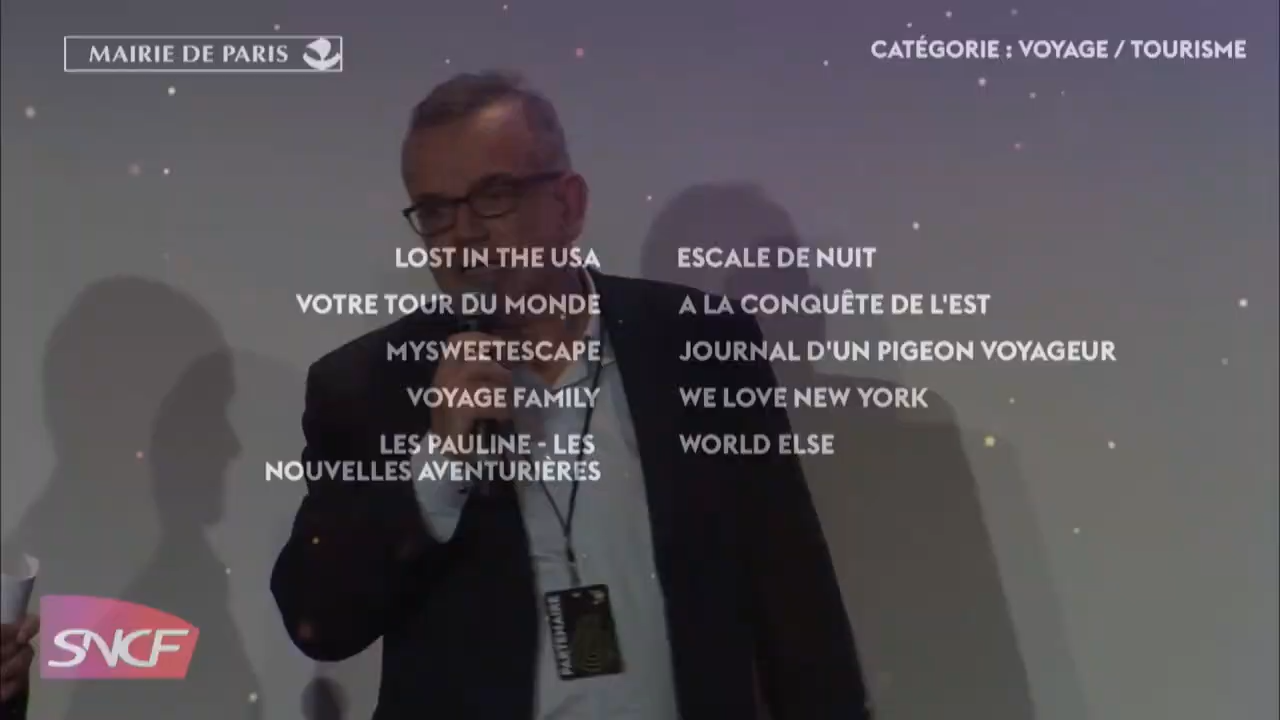 MAIRIE DE PARIS
CATÉGORIE : VOYAGE / TOURISME
LOST IN THE USA
VOTRE TOUR DU MONDE
MYSWEETESCAPE
VOYAGE FAMILY
LES PAULINE - LES
NOUVELLES AVENTURIÈRES
ESCALE DE NUIT
A LA CONQUÊTE DE L'EST
JOURNAL D'UN PIGEON VOYAGEUR
WE LOVE NEW YORK
WORLD ELSE
PARTENAIRE
SNCF